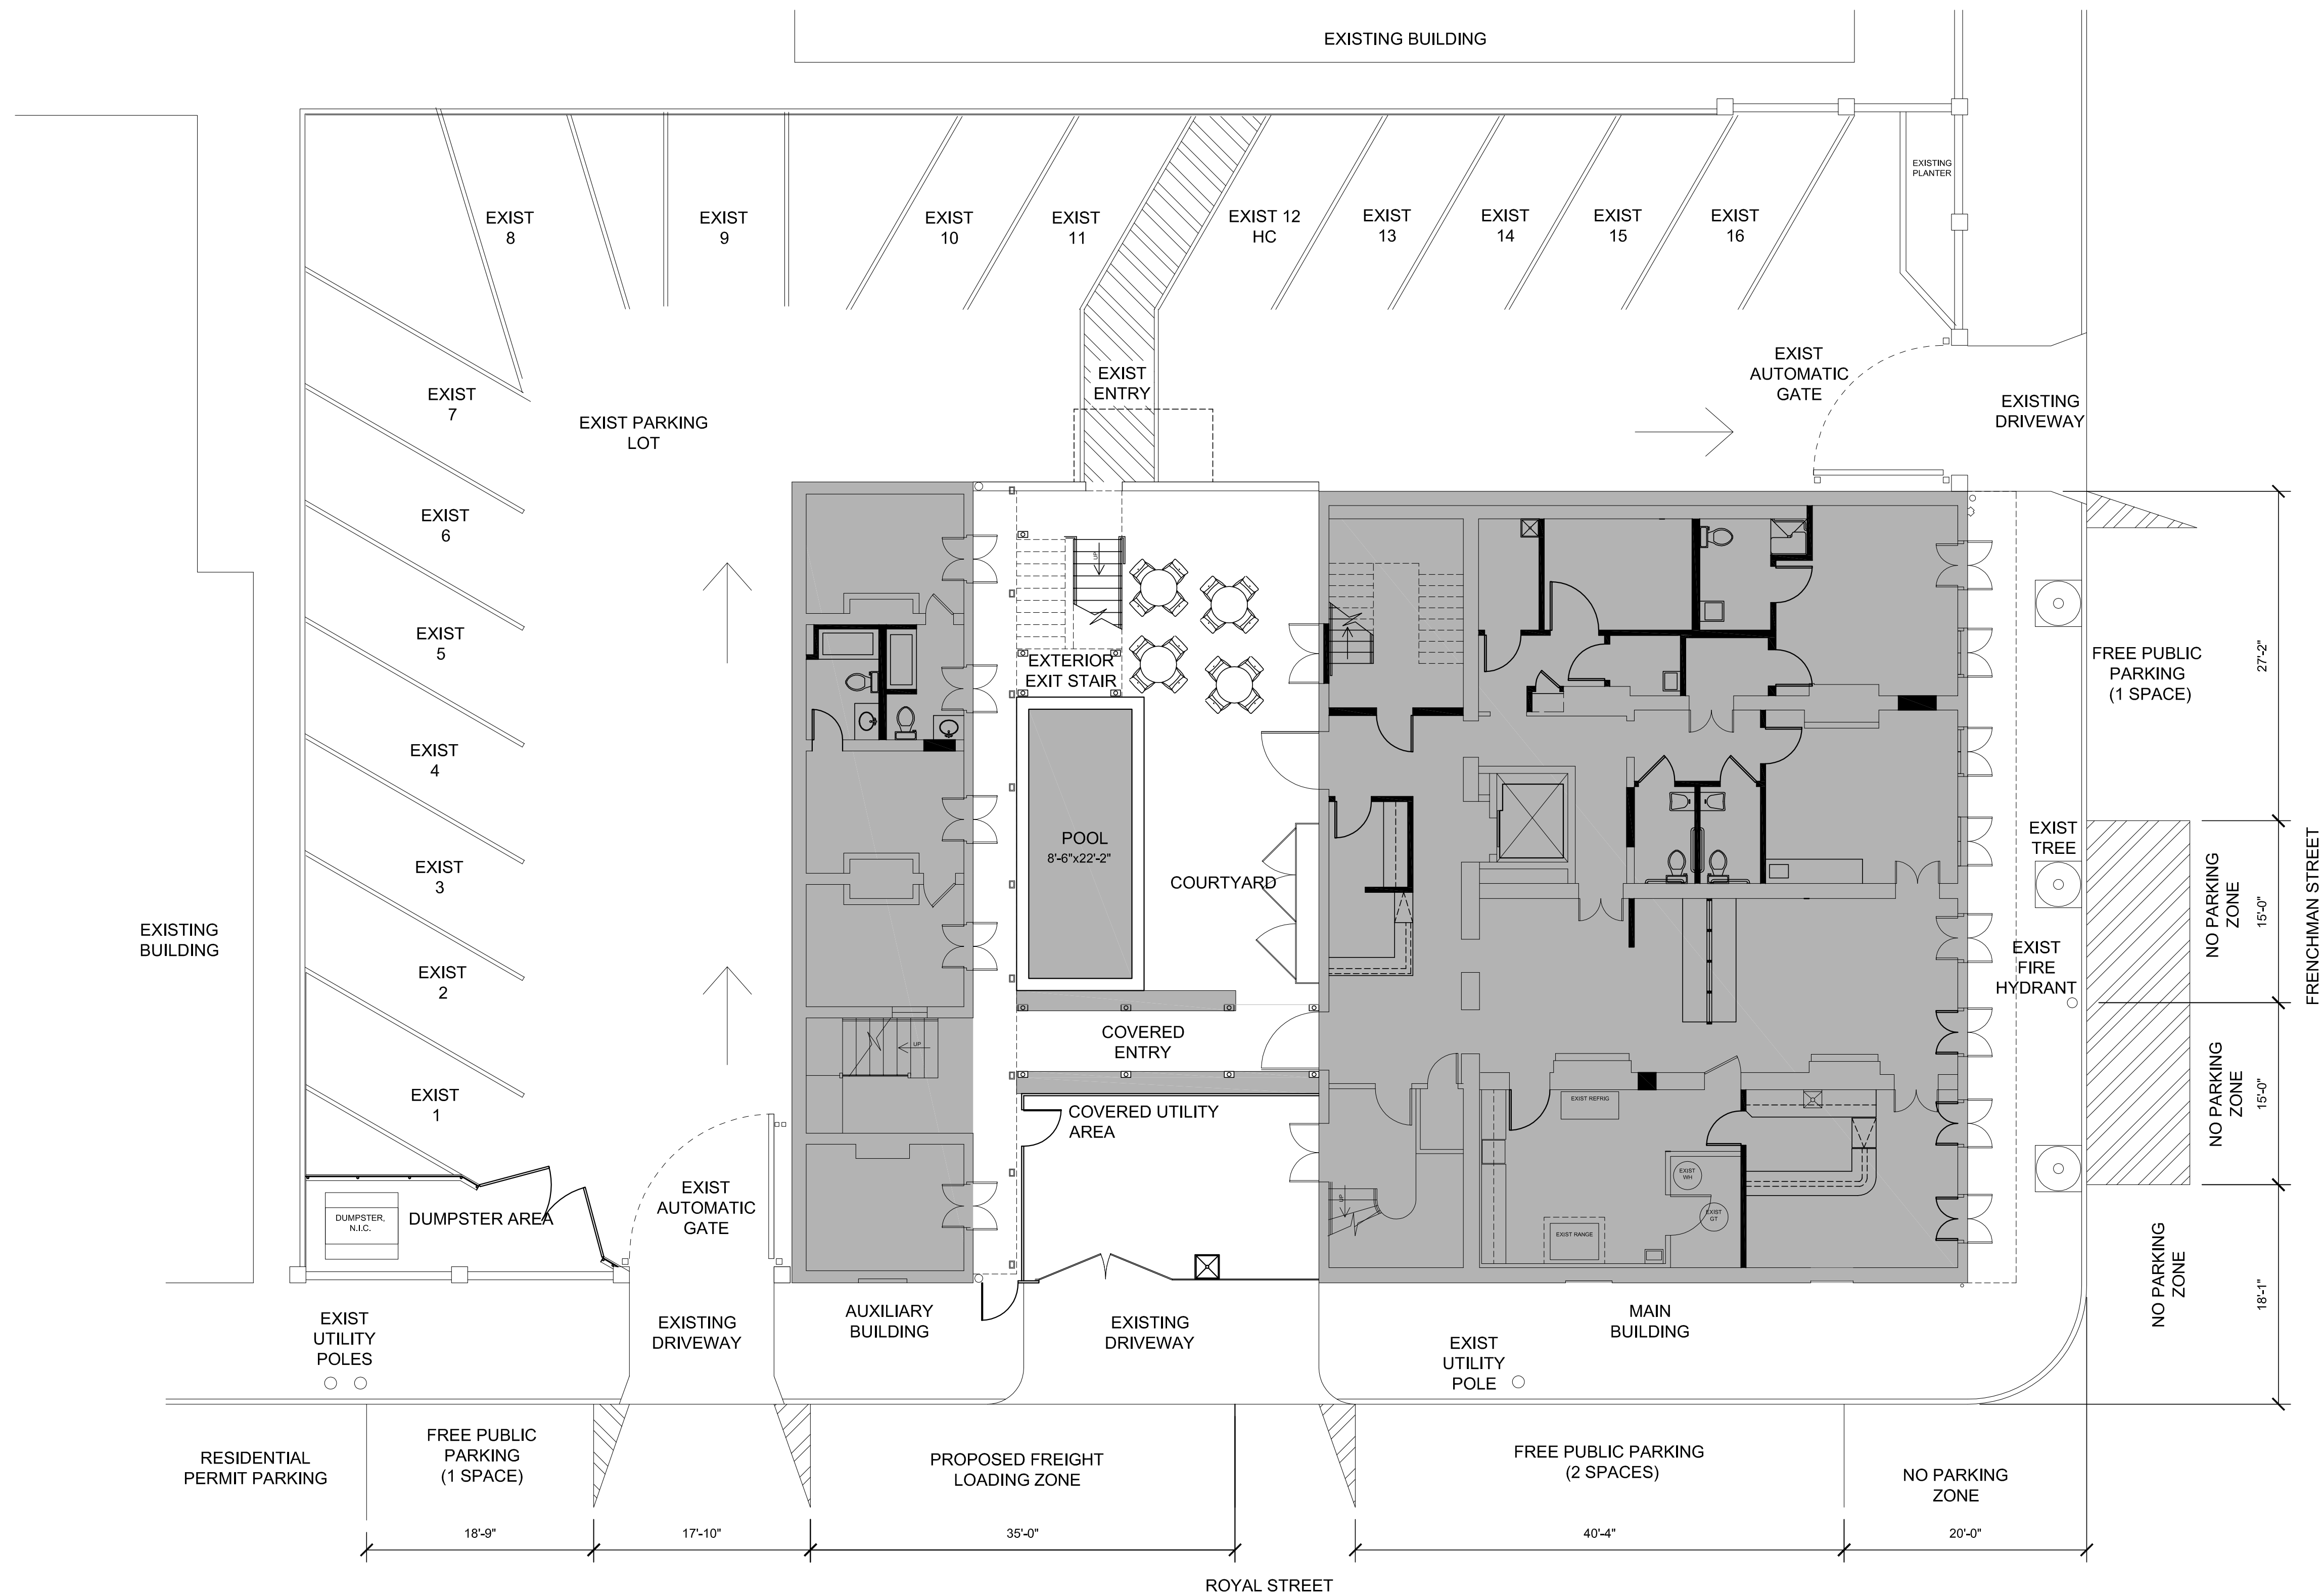 EXISTING BUILDING
EXISTING
PLANTER
EXIST
8
EXIST
9
EXIST
10
EXIST
11
EXIST 12
HC
EXIST
13
EXIST
14
EXIST
15
EXIST
16
EXIST
7
EXIST PARKING
LOT
EXIST
ENTRY
EXIST
AUTOMATIC
GATE
EXISTING
DRIVEWAY
EXIST
6
EXIST
5
EXIST
4
EXIST
3
EXIST
2
EXIST
1
EXISTING
BUILDING
UP
EXTERIOR
EXIT STAIR
POOL
8'-6"x22'-2"
COURTYARD
COVERED
ENTRY
COVERED UTILITY
AREA
UP
UP
EXIST REFRIG
EXIST
WH
EXIST
GT
EXIST RANGE
FREE PUBLIC
PARKING
(1 SPACE)
27'-2"
EXIST
TREE
NO PARKING
ZONE
15'-0"
FRENCHMAN STREET
EXIST
FIRE
HYDRANT
NO PARKING
ZONE
15'-0"
NO PARKING
ZONE
18'-1"
DUMPSTER,
N.I.C.
DUMPSTER AREA
EXIST
AUTOMATIC
GATE
EXIST
UTILITY
POLES
EXISTING
DRIVEWAY
AUXILIARY
BUILDING
EXISTING
DRIVEWAY
EXIST
UTILITY
POLE
MAIN
BUILDING
RESIDENTIAL
PERMIT PARKING
FREE PUBLIC
PARKING
(1 SPACE)
PROPOSED FREIGHT
LOADING ZONE
FREE PUBLIC PARKING
(2 SPACES)
NO PARKING
ZONE
18'-9"
17'-10"
35'-0"
40'-4"
20'-0"
ROYAL STREET